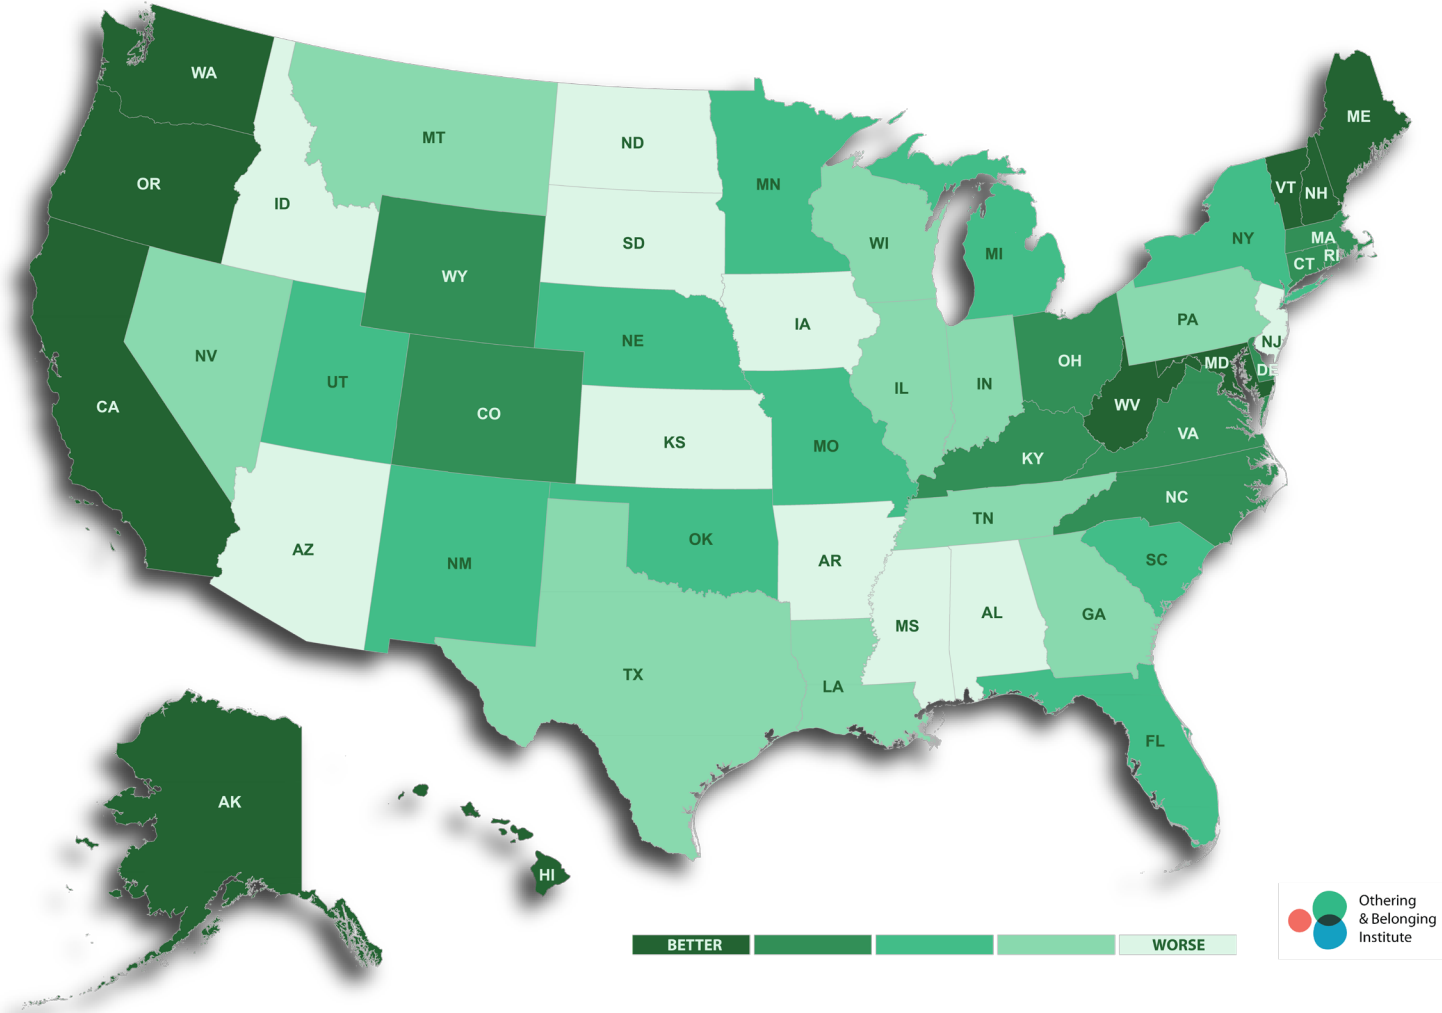 WA
ME
MT
ND
OR
MN
VT
NH
ID
SD
WI
NY
MA
MI
RI
CT
WY
IA
PA
NE
NJ
NV
OH
MD
DE
UT
IN
IL
CA
WV
CO
VA
KS
MO
KY
NC
TN
OK
AZ
SC
AR
NM
AL
GA
MS
TX
LA
FL
AK
HI
Othering
& Belonging
Institute
BETTER WORSE